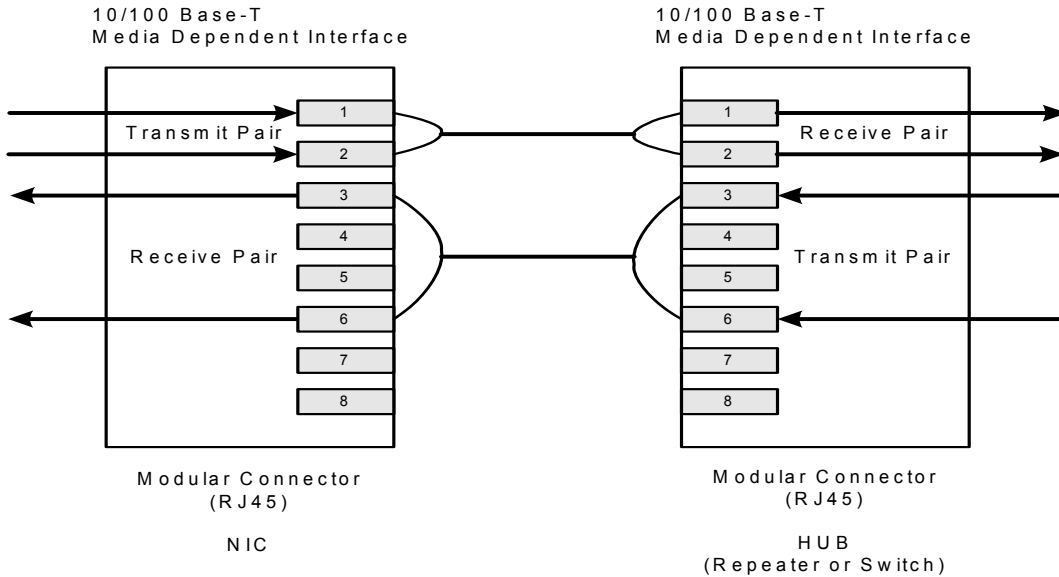 10/100 Base-T
Media Dependent Interface
10/100 Base-T
Media Dependent Interface
1
Transmit Pair
2
3
4
Receive Pair
5
6
7
8
1
Receive Pair
2
3
4
Transmit Pair
5
6
7
8
Modular Connector
(RJ45)
NIC
Modular Connector
(RJ45)
HUB
(Repeater or Switch)